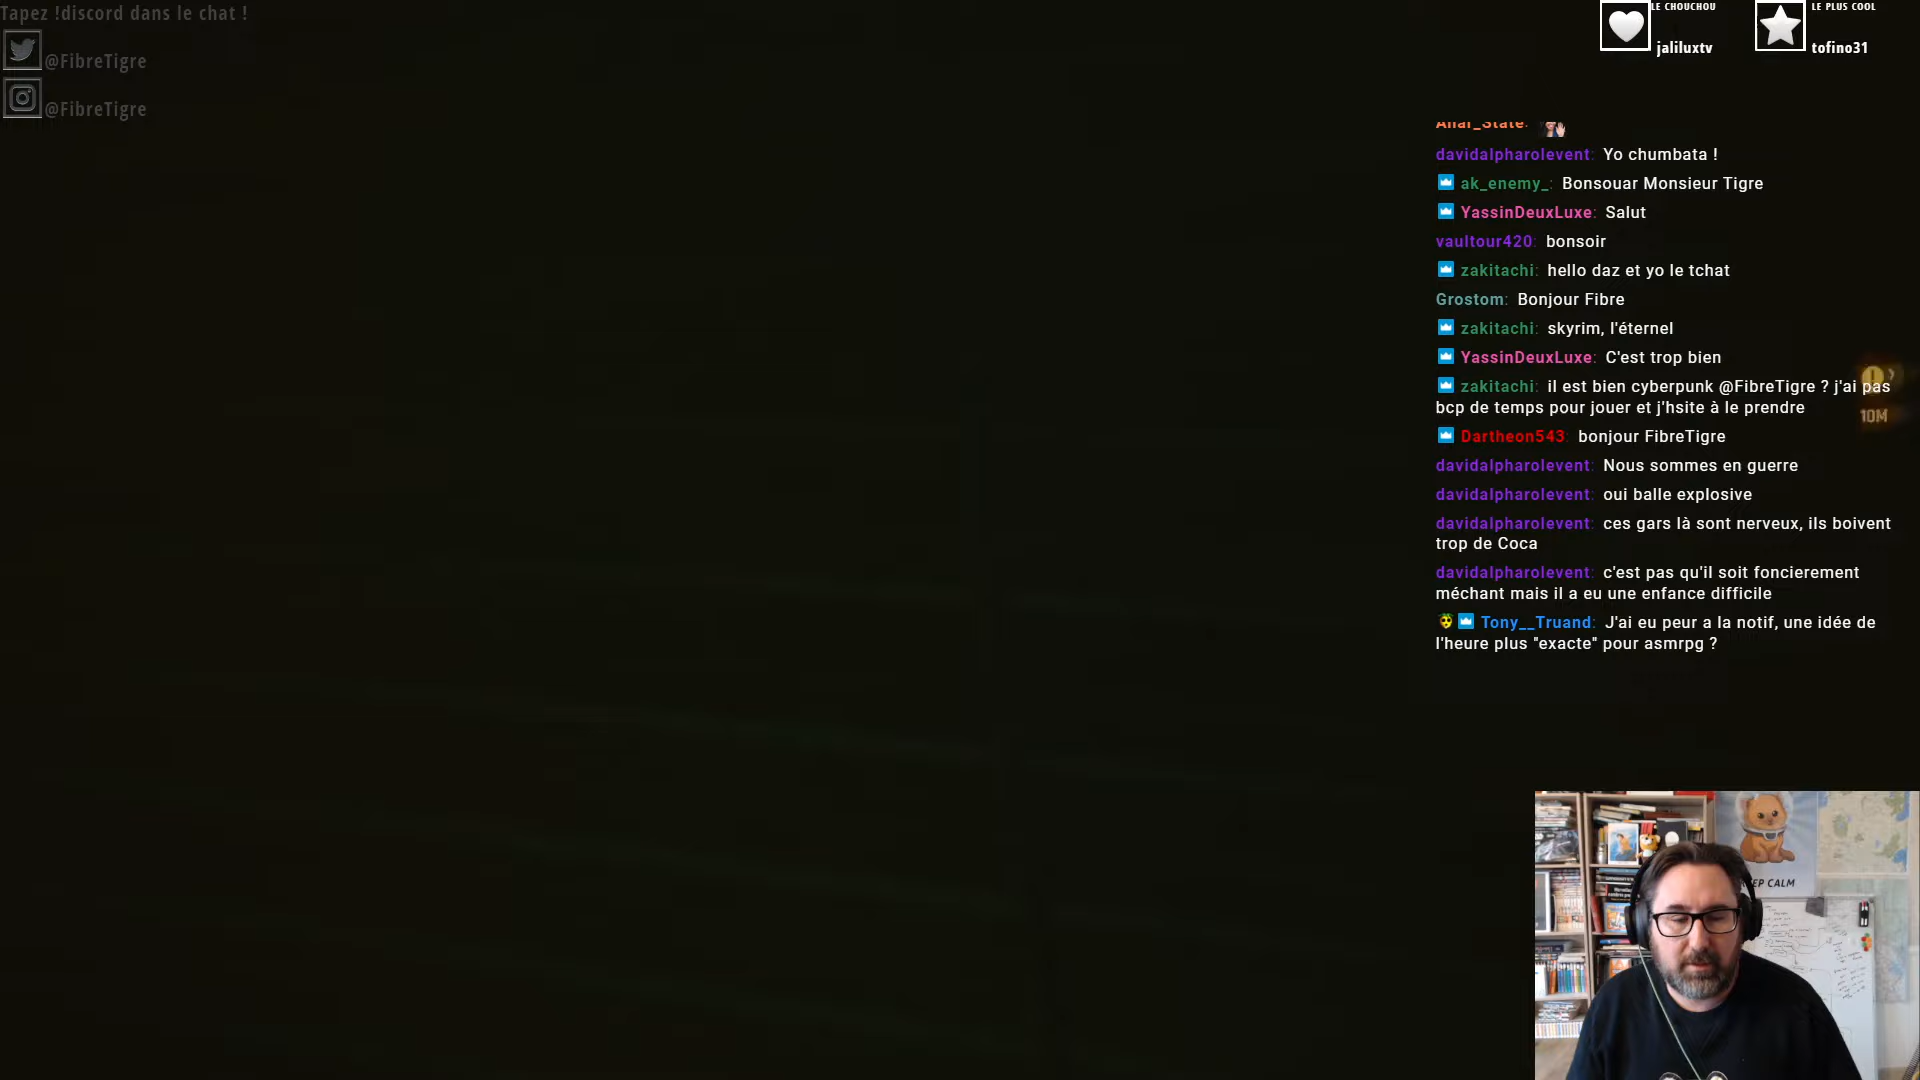 Tapez !discord dans le chat !
@FibreTigre
@FibreTigre
LE CHOUCHOU
jaliluxtv
LE PLUS COOL
tofino31
davidalpharolevent: Yo chumbata !
ak_enemy_: Bonsouar Monsieur Tigre
YassinDeuxLuxe: Salut
vaultour420: bonsoir
zakitachi: hello daz et yo le tchat
Grostom: Bonjour Fibre
zakitachi: skyrim, l'éternel
YassinDeuxLuxe: C'est trop bien
zakitachi: il est bien cyberpunk @FibreTigre ? j'ai pas
bcp de temps pour jouer et j'hsite à le prendre
10M
Dartheon543: bonjour FibreTigre
davidalpharolevent: Nous sommes en guerre
davidalpharolevent: oui balle explosive
davidalpharolevent: ces gars là sont nerveux, ils boivent
trop de Coca
davidalpharolevent: c'est pas qu'il soit foncierement
méchant mais il a eu une enfance difficile
Tony__Truand: J'ai eu peur a la notif, une idée de
l'heure plus "exacte" pour asmrpg ?
CALM